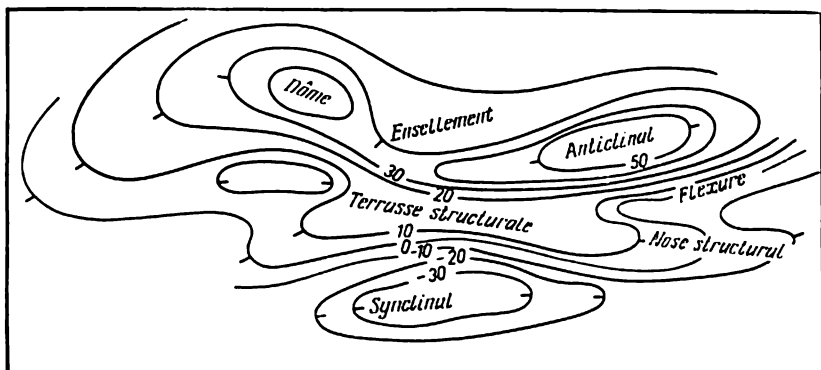 Dôme
Ensellement
Anticlinal
50
30
20
Flexure
Terrasse structurale
10
Nose structural
0
-10
-20
-30
Synclinal